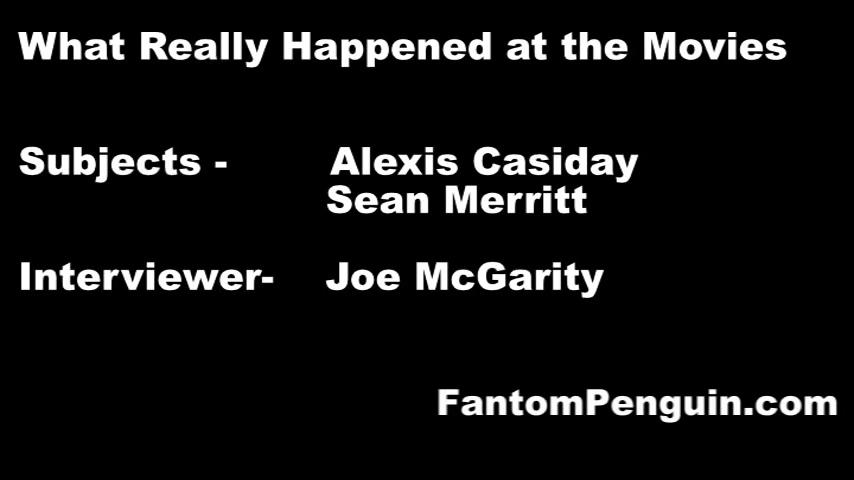 What Really Happened at the Movies
Subjects - Alexis Casiday
Sean Merritt
Interviewer- Joe McGarity
FantomPenguin.com